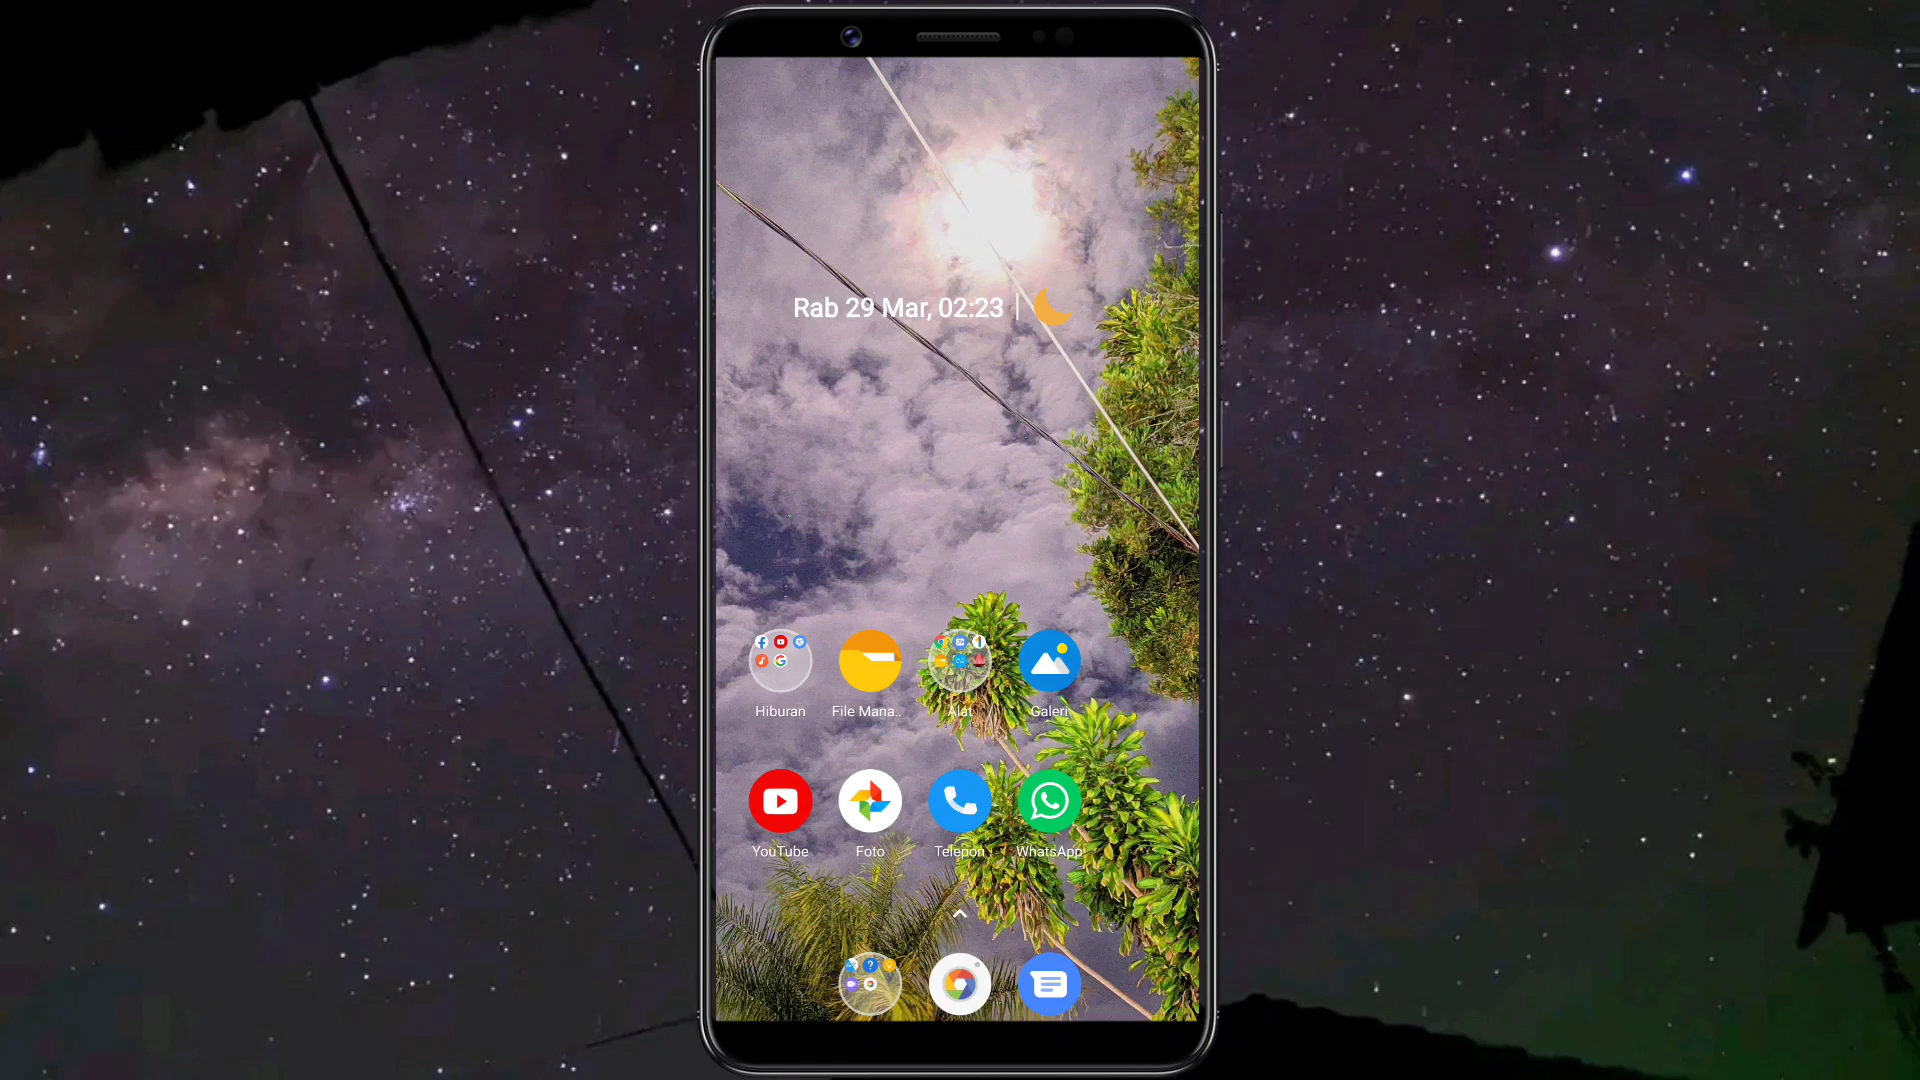 Rab 29 Mar, 02:23
Hiburan
File Mana..
Alat
Galeri
YouTube
Foto
Telepon
WhatsApp